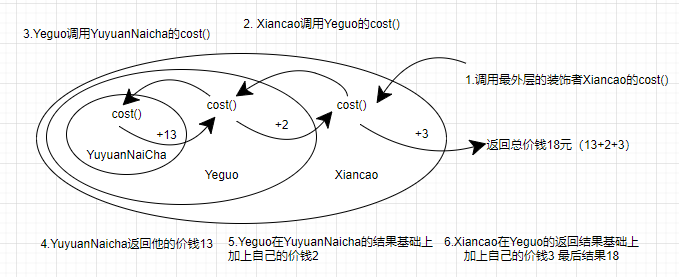 2. Xiancao调用Yeguo的cost()
3.Yeguo调用YuyuanNaicha的cost()
1.调用最外层的装饰者Xiancao的cost()
cost()
cost()
cost()
+13
+2
+3
YuyuanNaiCha
Yeguo
Xiancao
返回总价钱18元（13+2+3）
4.YuyuanNaicha返回他的价钱13
5.Yeguo在YuyuanNaicha的结果基础上
加上自己的价钱2
6.Xiancao在Yeguo的返回结果基础上
加上自己的价钱3 最后结果18